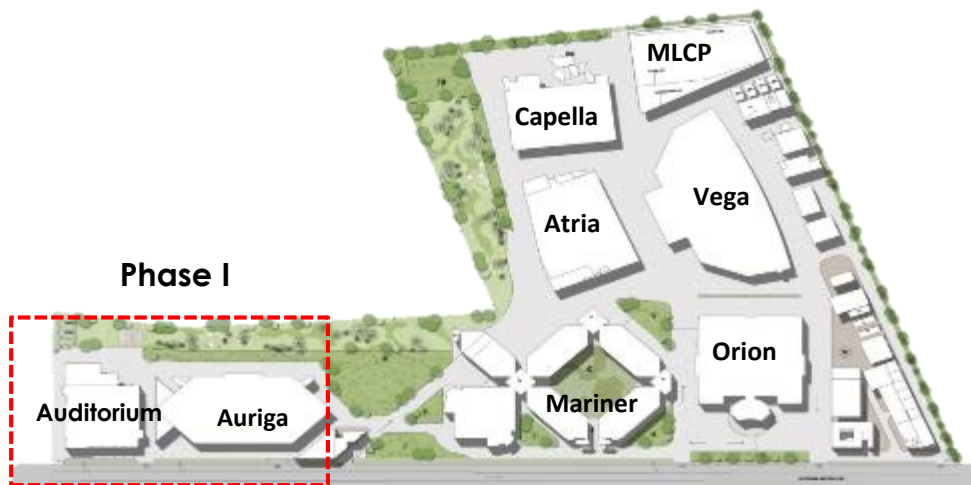 MLCP
Capella
Vega
Atria
Phase I
Orion
Mariner
Auditorium
Auriga